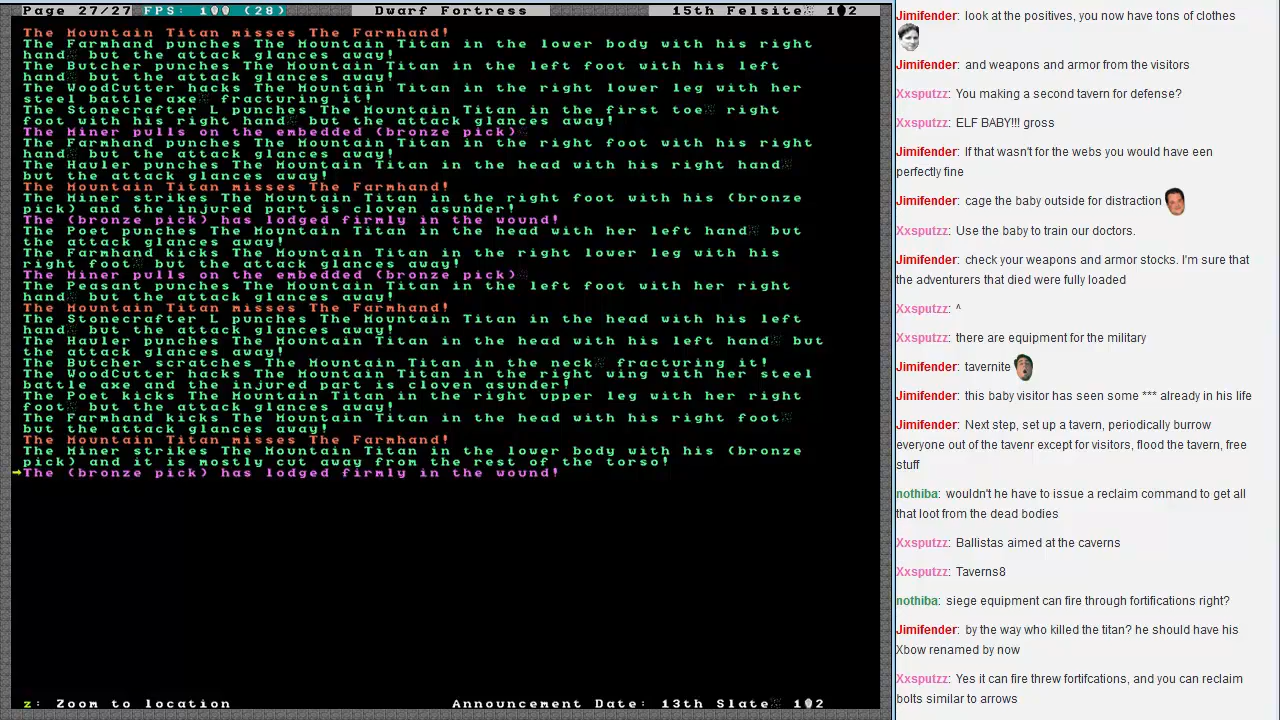 Page 27/27 FPS: 100 (28) Dwarf Fortress 15th Felsite, 102
The Mountain Titan misses The Farmhand!
The Farmhand punches The Mountain Titan in the lower body with his right
hand, but the attack glances away!
The Butcher punches The Mountain Titan in the left foot with his left
hand, but the attack glances away!
The WoodCutter hacks The Mountain Titan in the right lower leg with her
steel battle axe, fracturing it!
The Stonecrafter L punches The Mountain Titan in the first toe, right
foot with his right hand, but the attack glances away!
The Miner pulls on the embedded (bronze pick).
The Farmhand punches The Mountain Titan in the right foot with his right
hand, but the attack glances away!
The Hauler punches The Mountain Titan in the head with his right hand,
but the attack glances away!
The Mountain Titan misses The Farmhand!
The Miner strikes The Mountain Titan in the right foot with his (bronze
pick) and the injured part is cloven asunder!
The (bronze pick) has lodged firmly in the wound!
The Poet punches The Mountain Titan in the head with her left hand, but
the attack glances away!
The Farmhand kicks The Mountain Titan in the right lower leg with his
right foot, but the attack glances away!
The Miner pulls on the embedded (bronze pick).
The Peasant punches The Mountain Titan in the left foot with her right
hand, but the attack glances away!
The Mountain Titan misses The Farmhand!
The Stonecrafter L punches The Mountain Titan in the head with his left
hand, but the attack glances away!
The Hauler punches The Mountain Titan in the head with his left hand, but
the attack glances away!
The Butcher scratches The Mountain Titan in the neck, fracturing it!
The WoodCutter hacks The Mountain Titan in the right wing with her steel
battle axe and the injured part is cloven asunder!
The Poet kicks The Mountain Titan in the right upper leg with her right
foot, but the attack glances away!
The Farmhand kicks The Mountain Titan in the head with his right foot,
but the attack glances away!
The Mountain Titan misses The Farmhand!
The Miner strikes The Mountain Titan in the lower body with his (bronze
pick) and it is mostly cut away from the rest of the torso!
The (bronze pick) has lodged firmly in the wound!
z: Zoom to location Announcement Date: 13th Slate, 102
Jimifender: look at the positives, you now have tons of clothes
Jimifender: and weapons and armor from the visitors
Xxsputzz: You making a second tavern for defense?
Xxsputzz: ELF BABY!!! gross
Jimifender: If that wasn't for the webs you would have een
perfectly fine
Jimifender: cage the baby outside for distraction
Xxsputzz: Use the baby to train our doctors.
Jimifender: check your weapons and armor stocks. I'm sure that
the adventurers that died were fully loaded
Xxsputzz: ^
Xxsputzz: there are equipment for the military
Jimifender: tavernite
Jimifender: this baby visitor has seen some *** already in his life
Jimifender: Next step, set up a tavern, periodically burrow
everyone out of the tavenr except for visitors, flood the tavern, free
stuff
nothiba: wouldn't he have to issue a reclaim command to get all
that loot from the dead bodies
Xxsputzz: Ballistas aimed at the caverns
Xxsputzz: Taverns8
nothiba: siege equipment can fire through fortifications right?
Jimifender: by the way who killed the titan? he should have his
Xbow renamed by now
Xxsputzz: Yes it can fire threw fortifcations, and you can reclaim
bolts similar to arrows